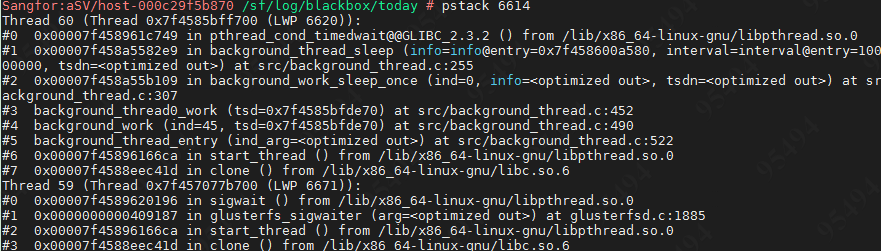 Sangfor:aSV/host-000c29f5b870 /sf/log/blackbox/today # pstack 6614
Thread 60 (Thread 0x7f4585bff700 (LWP 6620)):
#0  0x00007f458961c749 in pthread_cond_timedwait@@GLIBC_2.3.2 () from /lib/x86_64-linux-gnu/libpthread.so.0
#1  0x00007f458a5582e9 in background_thread_sleep (info=info@entry=0x7f458600a580, interval=interval@entry=100
00000, tsdn=<optimized out>) at src/background_thread.c:255
#2  0x00007f458a55b109 in background_work_sleep_once (ind=0, info=<optimized out>, tsdn=<optimized out>) at sr
ackground_thread.c:307
#3  background_thread0_work (tsd=0x7f4585bfde70) at src/background_thread.c:452
#4  background_work (ind=45, tsd=0x7f4585bfde70) at src/background_thread.c:490
#5  background_thread_entry (ind_arg=<optimized out>) at src/background_thread.c:522
#6  0x00007f45896166ca in start_thread () from /lib/x86_64-linux-gnu/libpthread.so.0
#7  0x00007f4588eec41d in clone () from /lib/x86_64-linux-gnu/libc.so.6
Thread 59 (Thread 0x7f457077b700 (LWP 6671)):
#0  0x00007f4589620196 in sigwait () from /lib/x86_64-linux-gnu/libpthread.so.0
#1  0x0000000000409187 in glusterfs_sigwaiter (arg=<optimized out>) at glusterfsd.c:1885
#2  0x00007f45896166ca in start_thread () from /lib/x86_64-linux-gnu/libpthread.so.0
#3  0x00007f4588eec41d in clone () from /lib/x86_64-linux-gnu/libc.so.6